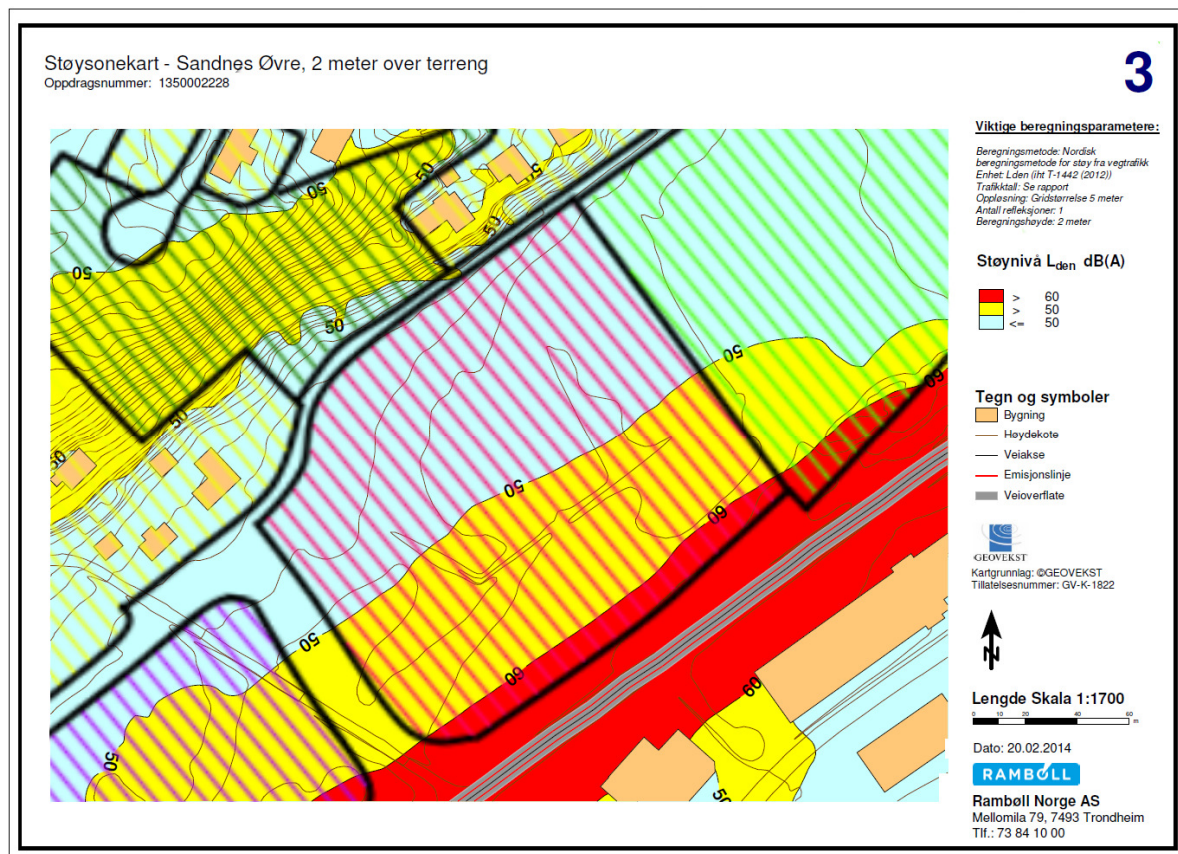 Støysonekart - Sandnes Øvre, 2 meter over terreng
Oppdragsnummer: 1350002228
3
Viktige beregningsparametere:
Beregningsmetode: Nordisk
beregningsmetode for støy fra vegtrafikk
Enhet: Lden (iht T-1442 (2012))
Trafikktall: Se rapport
Oppløsning: Gridstørrelse 5 meter
Antall refleksjoner: 1
Beregningshøyde: 2 meter
Støynivå Lden dB(A)
> 60
> 50
<= 50
Tegn og symboler
Bygning
Høydekote
Veiakse
Emisjonslinje
Veioverflate
GEOVEKST
Kartgrunnlag: ©GEOVEKST
Tillatelsesnummer: GV-K-1822
N
Lengde Skala 1:1700
0 10 20 40 60
m
Dato: 20.02.2014
RAMBOLL
Rambøll Norge AS
Mellomila 79, 7493 Trondheim
Tlf.: 73 84 10 00
50
50
50
50
50
50
50
50
50
60
50
60
50
60
60
50
50